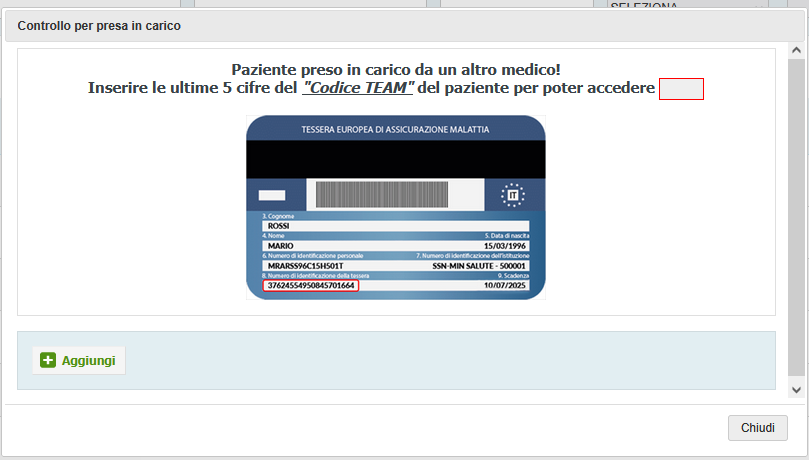 SELEZIONA
Controllo per presa in carico
Paziente preso in carico da un altro medico!
Inserire le ultime 5 cifre del "Codice TEAM" del paziente per poter accedere
TESSERA EUROPEA DI ASSICURAZIONE MALATTIA
IT
3. Cognome
ROSSI
4. Nome 5. Data di nascita
MARIO 15/03/1996
6. Numero di identificazione personale 7. Numero di identificazione dell'istituzione
MRARSS96C15H501T SSN-MIN SALUTE - 500001
8. Numero di identificazione della tessera 9. Scadenza
37624554950845701664 10/07/2025
Aggiungi
Chiudi